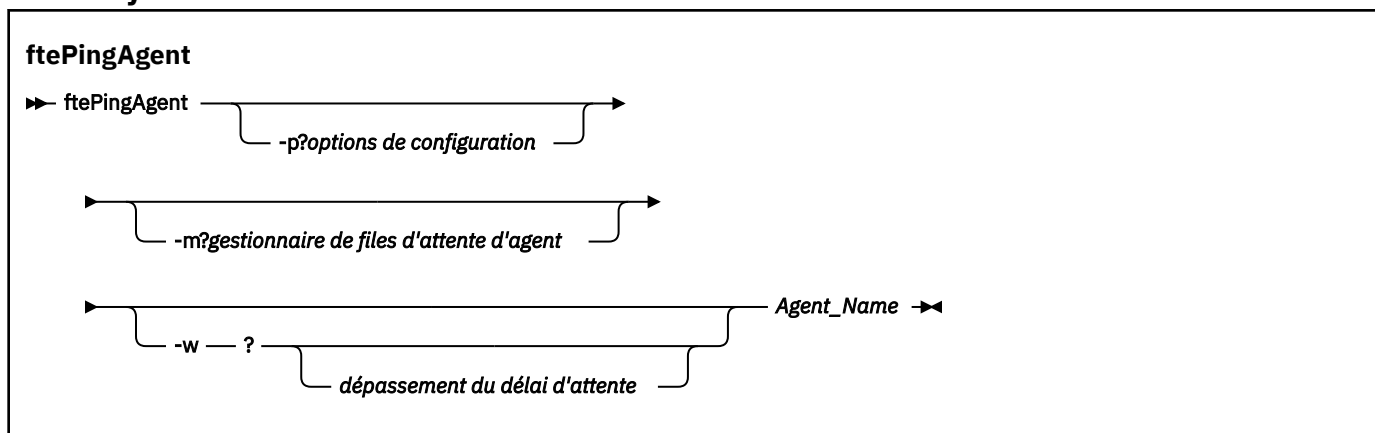 ftePingAgent
ftePingAgent
-p?options de configuration
-m?gestionnaire de files d'attente d'agent
Agent_Name
-w ?
dépassement du délai d'attente